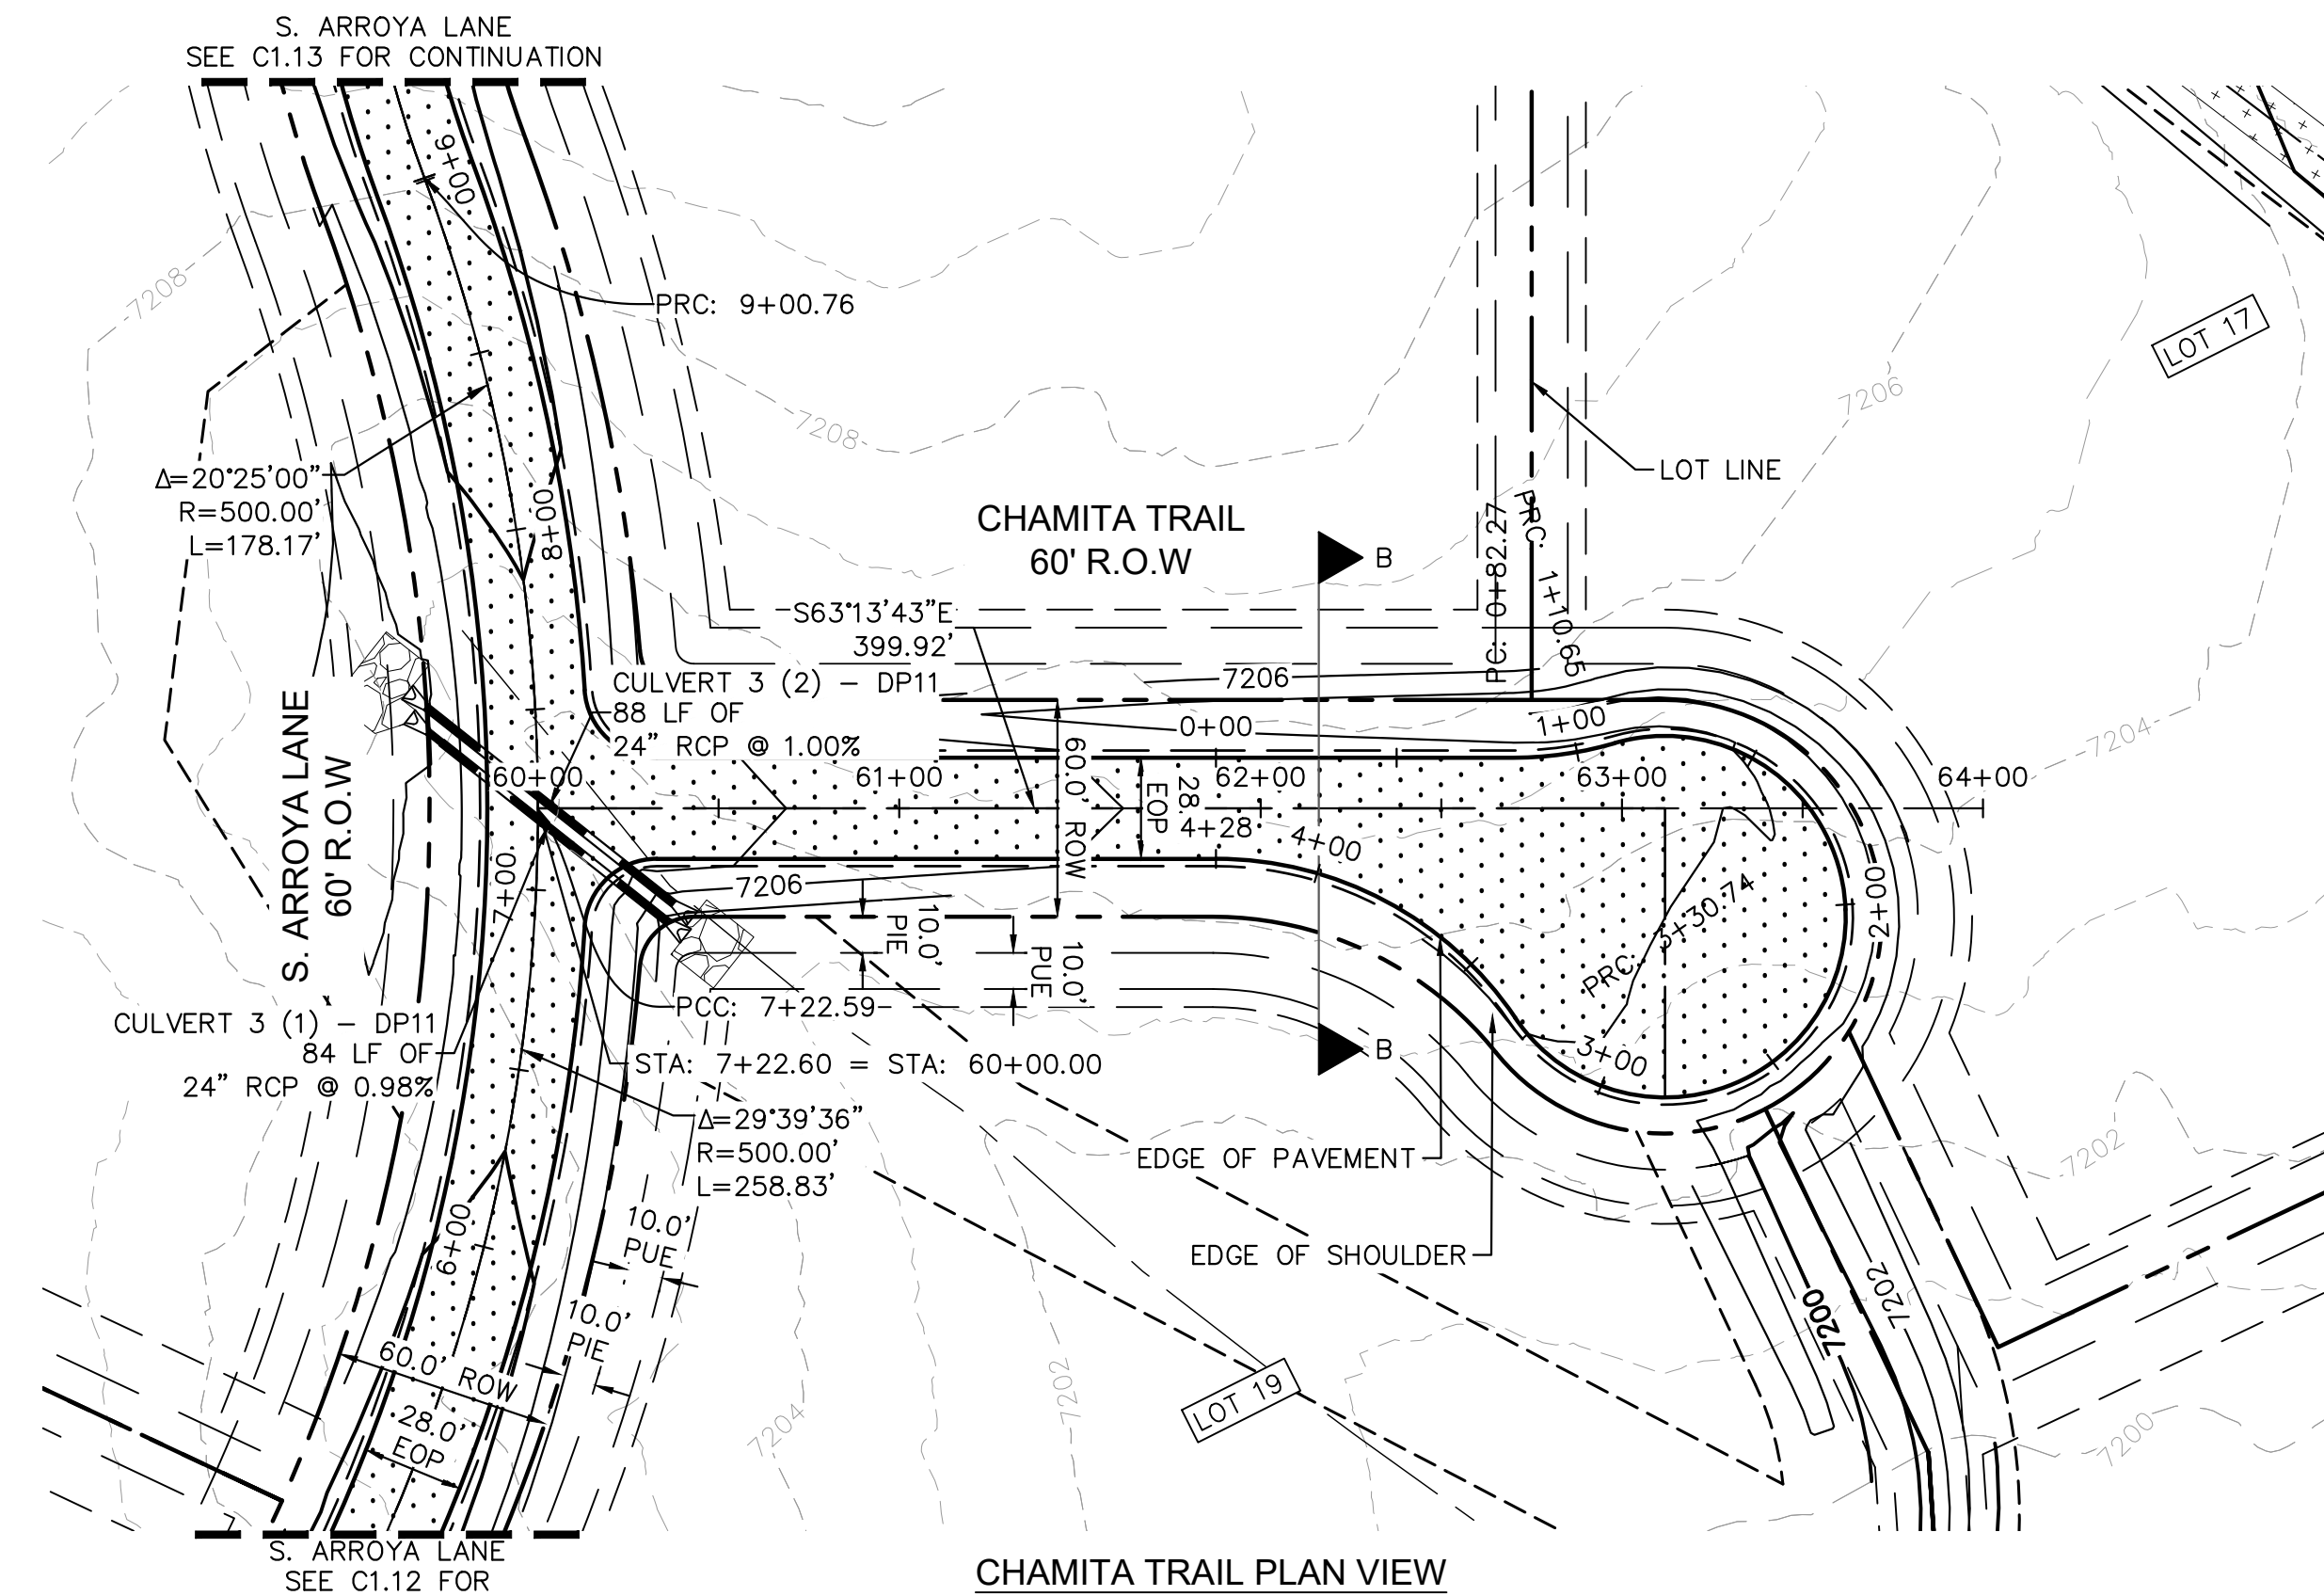 S. ARROYA LANE
SEE C1.13 FOR CONTINUATION
9+00
7208
PRC: 9+00.76
LOT 17
7206
7208
Δ=20°25'00"
R=500.00'
L=178.17'
LOT LINE
8+00
CHAMITA TRAIL
60' R.O.W
B
PC: 0+82.27
PRC: 1+10.65
S63°13'43"E
399.92'
7206
CULVERT 3 (2) - DP11
88 LF OF
24" RCP @ 1.00%
0+00
1+00
7204
S. ARROYA LANE
60' R.O.W
60+00
61+00
62+00
63+00
64+00
60.0' ROW
28.
EOP
4+28
4+00
7206
7+00
2+00
PRC: 3+30.74
10.0'
PIE
10.0'
PUE
PCC: 7+22.59
CULVERT 3 (1) - DP11
84 LF OF
24" RCP @ 0.98%
STA: 7+22.60 = STA: 60+00.00
B
3+00
Δ=29°39'36"
R=500.00'
L=258.83'
EDGE OF PAVEMENT
7202
6+00
10.0'
PUE
EDGE OF SHOULDER
7200
7202
10.0'
PIE
60.0' ROW
28.0'
EOP
7204
7202
LOT 19
7200
S. ARROYA LANE
SEE C1.12 FOR
CHAMITA TRAIL PLAN VIEW